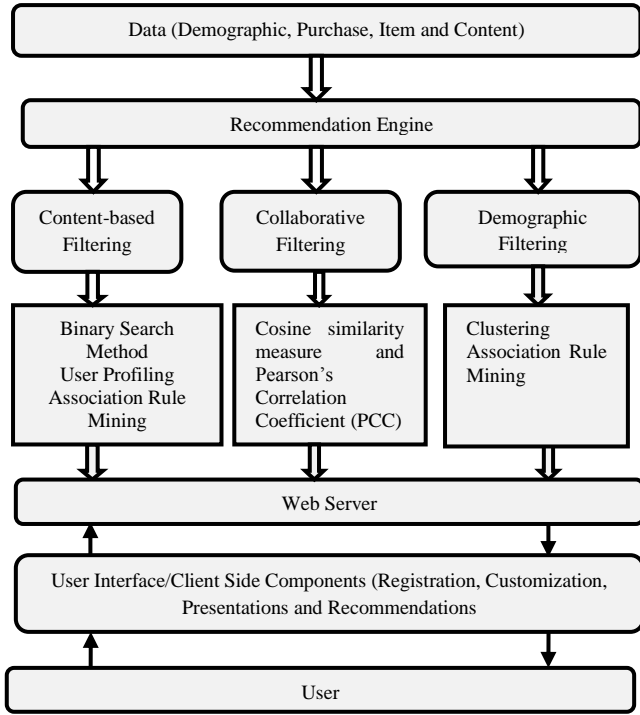 Data (Demographic, Purchase, Item and Content)
Recommendation Engine
Content-based
Filtering
Collaborative
Filtering
Demographic
Filtering
Binary Search
Method
User Profiling
Association Rule
Mining
Cosine similarity
measure and
Pearson's
Correlation
Coefficient (PCC)
Clustering
Association Rule
Mining
Web Server
User Interface/Client Side Components (Registration, Customization,
Presentations and Recommendations
User